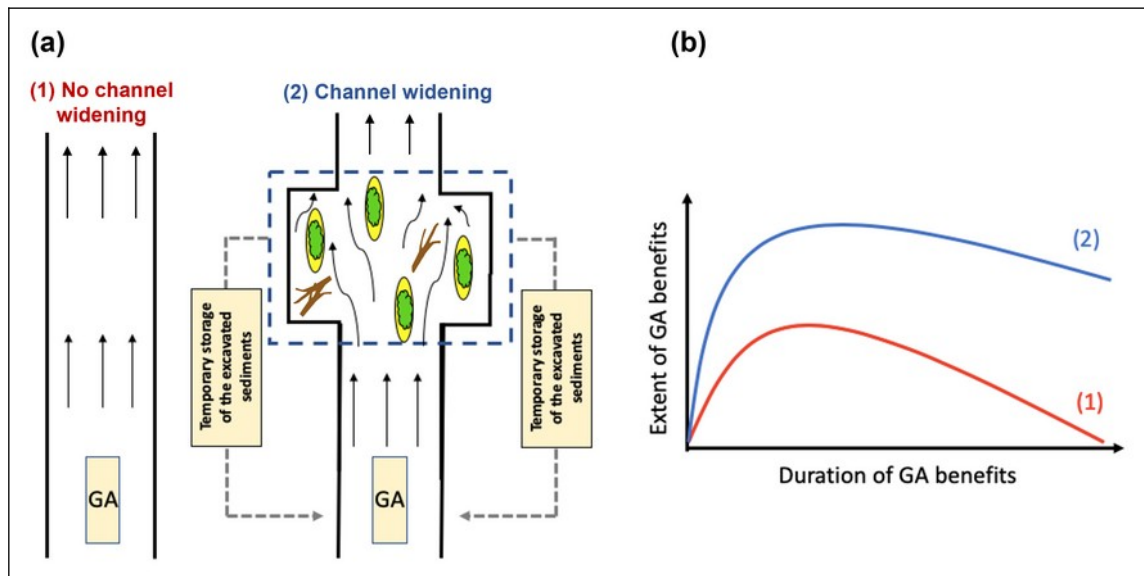 (a)
(1) No channel
widening
(2) Channel widening
Temporary storage
of the excavated
sediments
GA
GA
Temporary storage
of the excavated
sediments
(b)
Extent of GA benefits
(2)
(1)
Duration of GA benefits